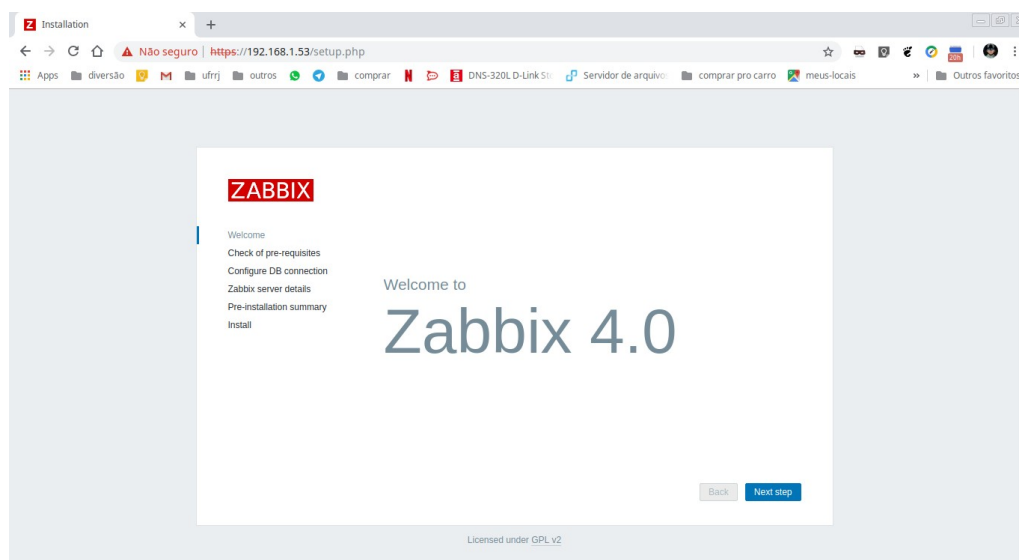 Z Installation × +
Não seguro | https://192.168.1.53/setup.php
20h
Apps diversão M ufrrj outros comprar N DNS-320L D-Link St Servidor de arquivo comprar pro carro meus-locais » Outros favoritos
ZABBIX
Welcome
Check of pre-requisites
Configure DB connection
Zabbix server details
Pre-installation summary
Install
Welcome to
Zabbix 4.0
Back Next step
Licensed under GPL v2